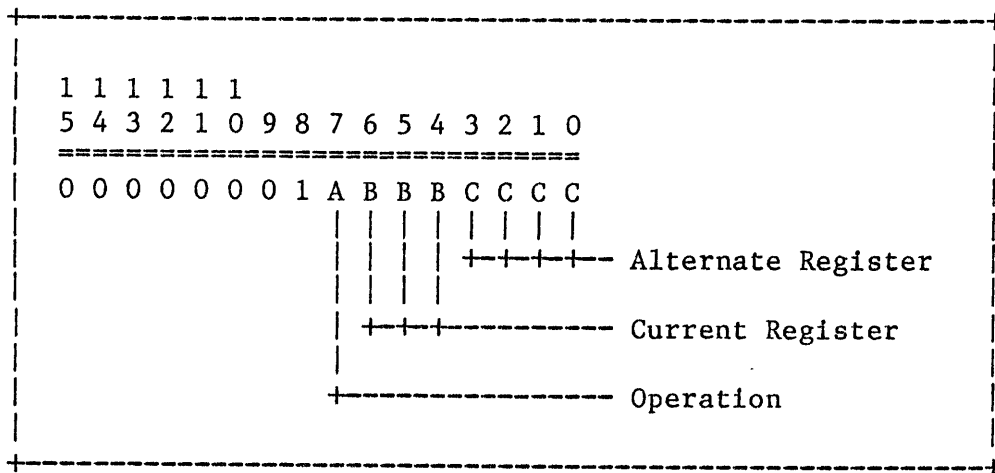 1 1 1 1 1 1
5 4 3 2 1 0 9 8 7 6 5 4 3 2 1 0
================================
0 0 0 0 0 0 0 1 A B B B C C C C
Alternate Register
Current Register
Operation